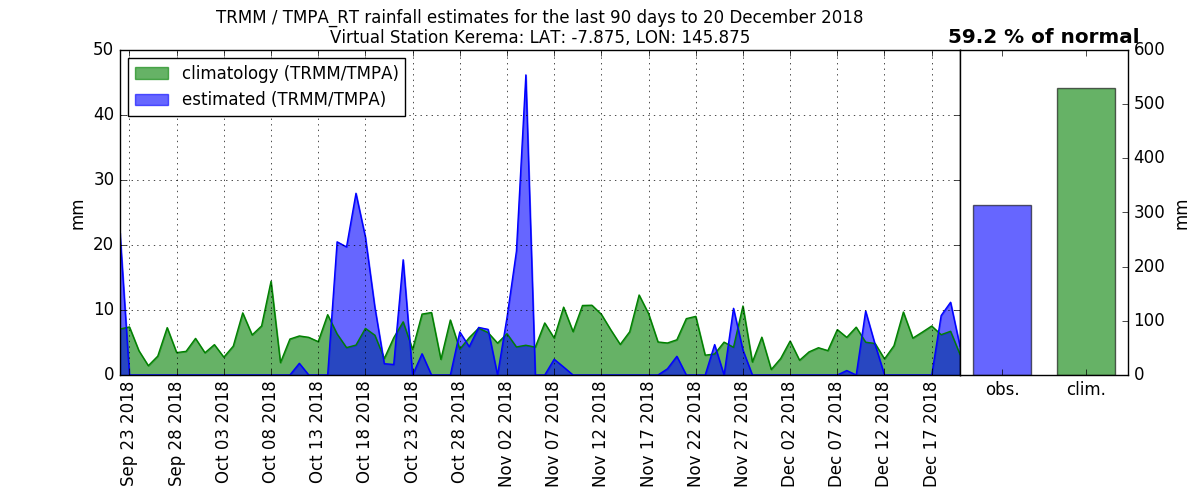 TRMM / TMPA_RT rainfall estimates for the last 90 days to 20 December 2018
Virtual Station Kerema: LAT: -7.875, LON: 145.875
59.2 % of normal
climatology (TRMM/TMPA)
estimated (TRMM/TMPA)
mm
50
40
30
20
10
0
Sep 23 2018
Sep 28 2018
Oct 03 2018
Oct 08 2018
Oct 13 2018
Oct 18 2018
Oct 23 2018
Oct 28 2018
Nov 02 2018
Nov 07 2018
Nov 12 2018
Nov 17 2018
Nov 22 2018
Nov 27 2018
Dec 02 2018
Dec 07 2018
Dec 12 2018
Dec 17 2018
obs.
clim.
600
500
400
300
200
100
0
mm